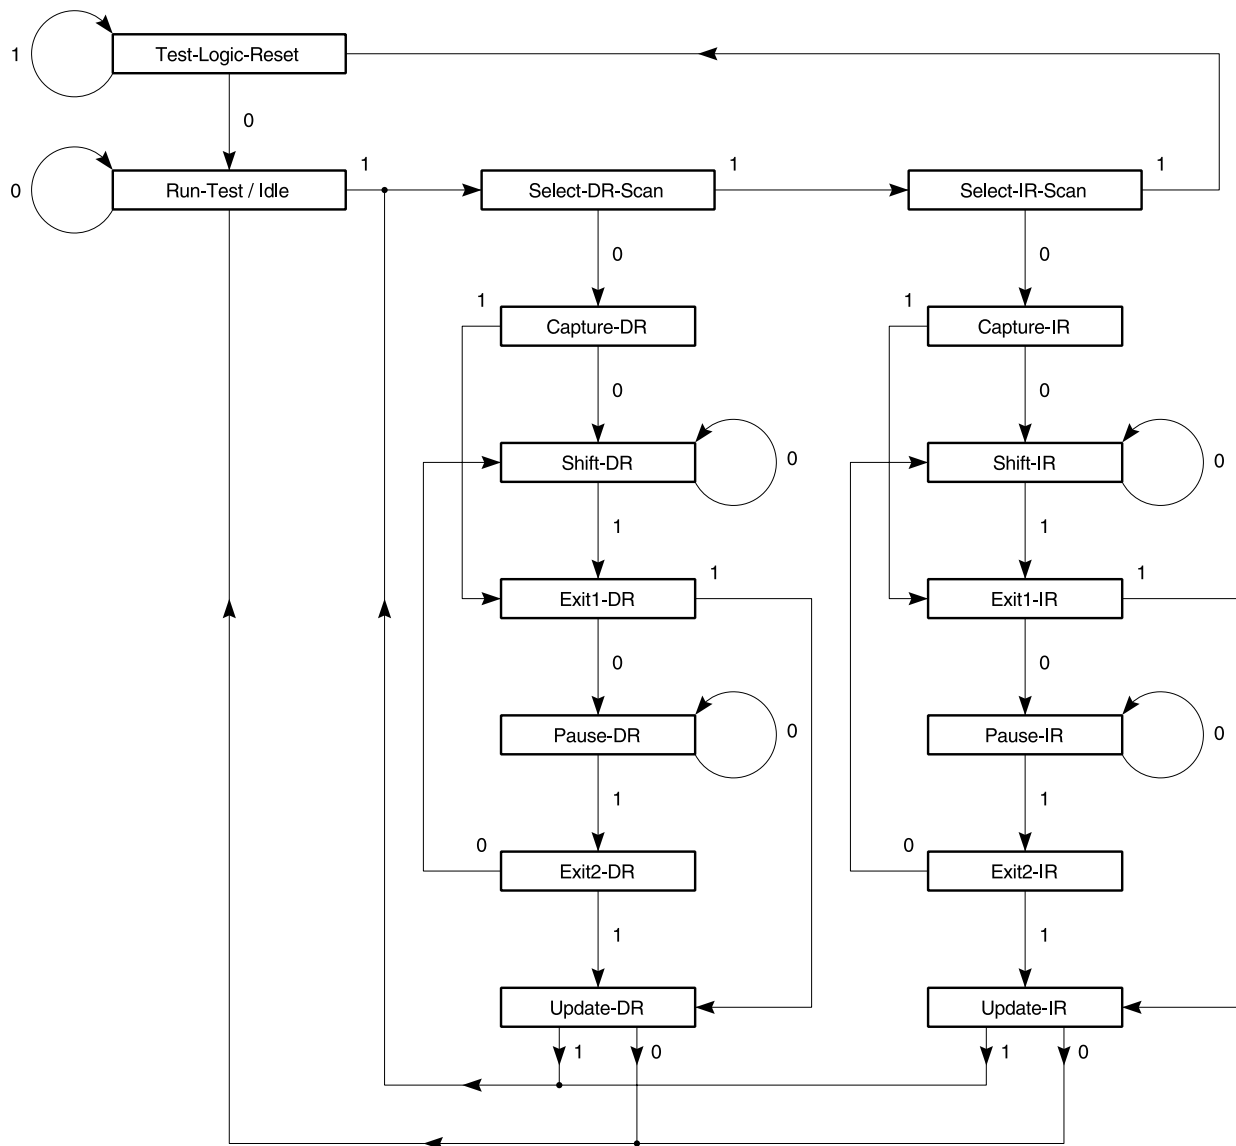 1
Test-Logic-Reset
0
0
Run-Test / Idle
1
Select-DR-Scan
1
Select-IR-Scan
1
0
0
1
Capture-DR
1
Capture-IR
0
0
Shift-DR
0
Shift-IR
0
1
1
Exit1-DR
1
Exit1-IR
1
0
0
Pause-DR
0
Pause-IR
0
1
1
0
Exit2-DR
0
Exit2-IR
1
1
Update-DR
Update-IR
1
0
1
0